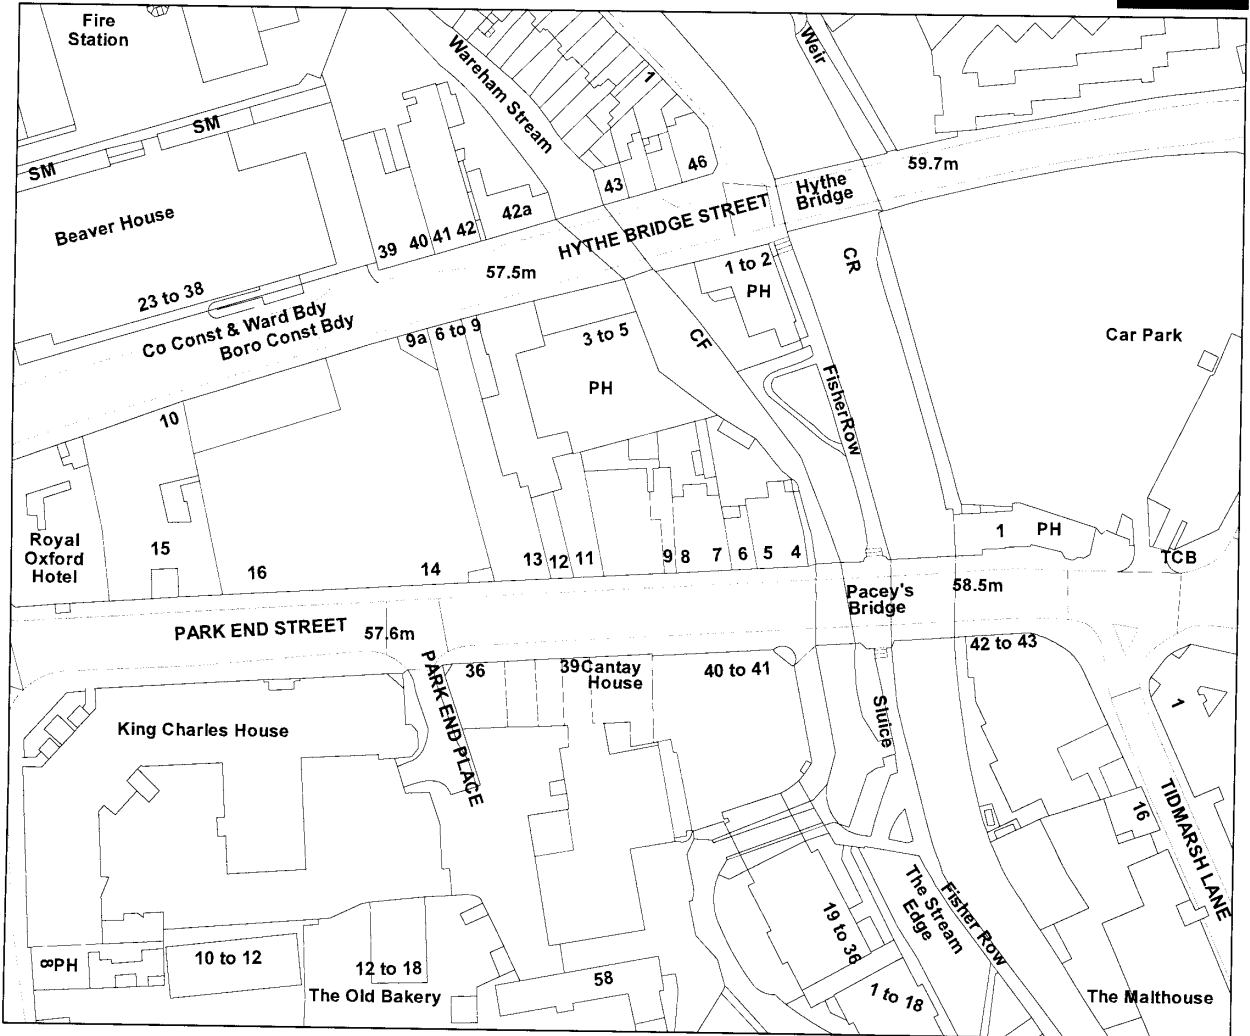 Fire
Station
Wareham Stream
1
Weir
SM
SM
59.7m
46
43
Hythe
Bridge
42a
HYTHE BRIDGE STREET
Beaver House
39
40
41
42
CR
57.5m
1 to 2
PH
23 to 38
Co Const & Ward Bdy
Boro Const Bdy
9a
6 to 9
3 to 5
PH
CF
Car Park
Fisher Row
10
Royal
Oxford
Hotel
15
16
14
13
12
11
9
8
7
6
5
4
1
PH
TCB
Pacey's
Bridge
58.5m
PARK END STREET
57.6m
42 to 43
PARK END PLACE
36
39
Cantay
House
40 to 41
Sluice
1
King Charles House
16
TIDMARSH LANE
19 to 36
The Stream
Edge
Fisher Row
8
PH
10 to 12
12 to 18
The Old Bakery
58
1 to 18
The Malthouse